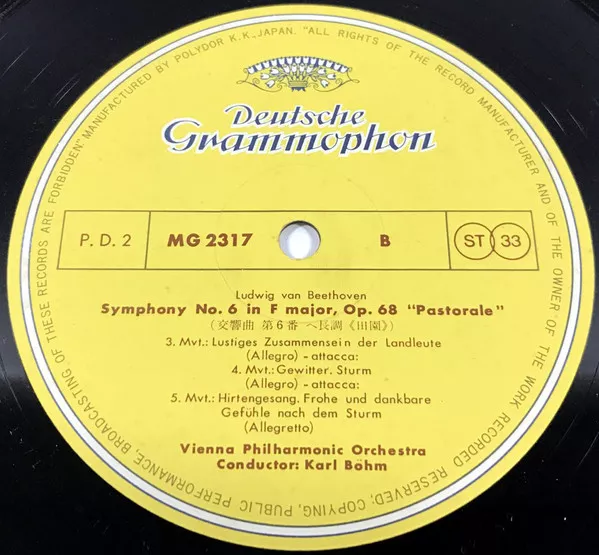 MANUFACTURED BY POLYDOR K.K., JAPAN. "ALL RIGHTS OF THE RECORD MANUFACTURER AND OF THE OWNER OF THE WORK RECORDED RESERVED; COPYING, PUBLIC PERFORMANCE, BROADCASTING OF THESE RECORDS ARE FORBIDDEN."
Deutsche
Grammophon
P. D. 2 MG 2317 B ST 33
Ludwig van Beethoven
Symphony No. 6 in F major, Op. 68 "Pastorale"
(交響曲 第6番 ヘ長調《田園》)
3. Mvt.: Lustiges Zusammensein der Landleute
(Allegro) - attacca:
4. Mvt.: Gewitter. Sturm
(Allegro) - attacca:
5. Mvt.: Hirtengesang. Frohe und dankbare
Gefühle nach dem Sturm
(Allegretto)
Vienna Philharmonic Orchestra
Conductor: Karl Böhm